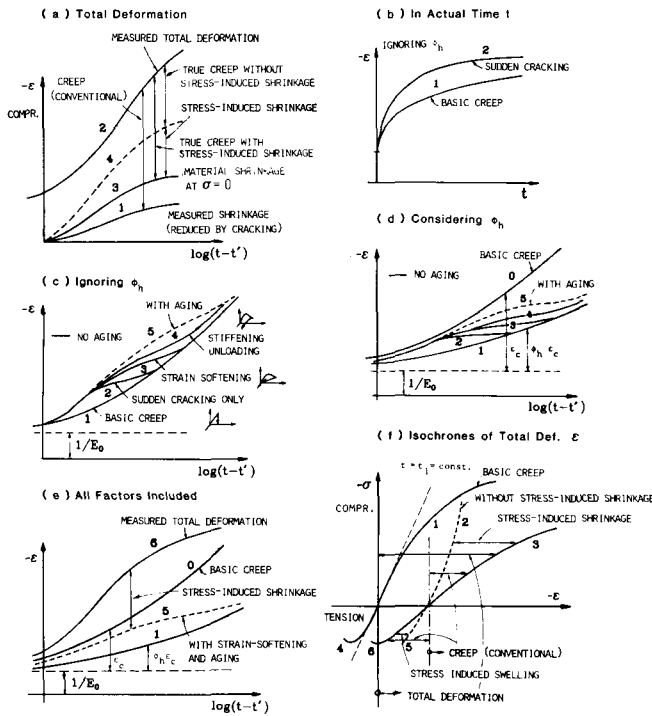 (a) Total Deformation
MEASURED TOTAL DEFORMATION
-ε
COMPR.
CREEP
(CONVENTIONAL)
TRUE CREEP WITHOUT
STRESS-INDUCED SHRINKAGE
STRESS-INDUCED SHRINKAGE
TRUE CREEP WITH
STRESS-INDUCED SHRINKAGE
MATERIAL SHRINKAGE
AT σ = 0
MEASURED SHRINKAGE
(REDUCED BY CRACKING)
2
4
3
1
log(t-t')
(b) In Actual Time t
IGNORING ϕh
-ε
2
SUDDEN CRACKING
1
BASIC CREEP
t
(c) Ignoring ϕh
-ε
WITH AGING
NO AGING
5
4
STIFFENING
UNLOADING
3
STRAIN SOFTENING
2
SUDDEN CRACKING ONLY
1
BASIC CREEP
1/E0
log(t-t')
(d) Considering ϕh
-ε
BASIC CREEP
NO AGING
0
WITH AGING
5
4
3
2
1
εc
ϕh εc
1/E0
log(t-t')
(e) All Factors Included
MEASURED TOTAL DEFORMATION
-ε
6
0
BASIC CREEP
STRESS-INDUCED SHRINKAGE
5
1
WITH STRAIN-SOFTENING
AND AGING
εc
ϕh εc
1/E0
log(t-t')
(f) Isochrones of Total Def. ε
-σ
COMPR.
t = t1 = const.
BASIC CREEP
1
2
WITHOUT STRESS-INDUCED SHRINKAGE
STRESS-INDUCED SHRINKAGE
3
-ε
TENSION
4
6
5
CREEP (CONVENTIONAL)
STRESS INDUCED SWELLING
TOTAL DEFORMATION